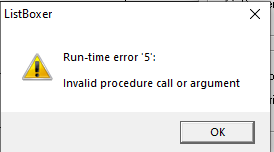 ListBoxer
Run-time error '5':
Invalid procedure call or argument
OK